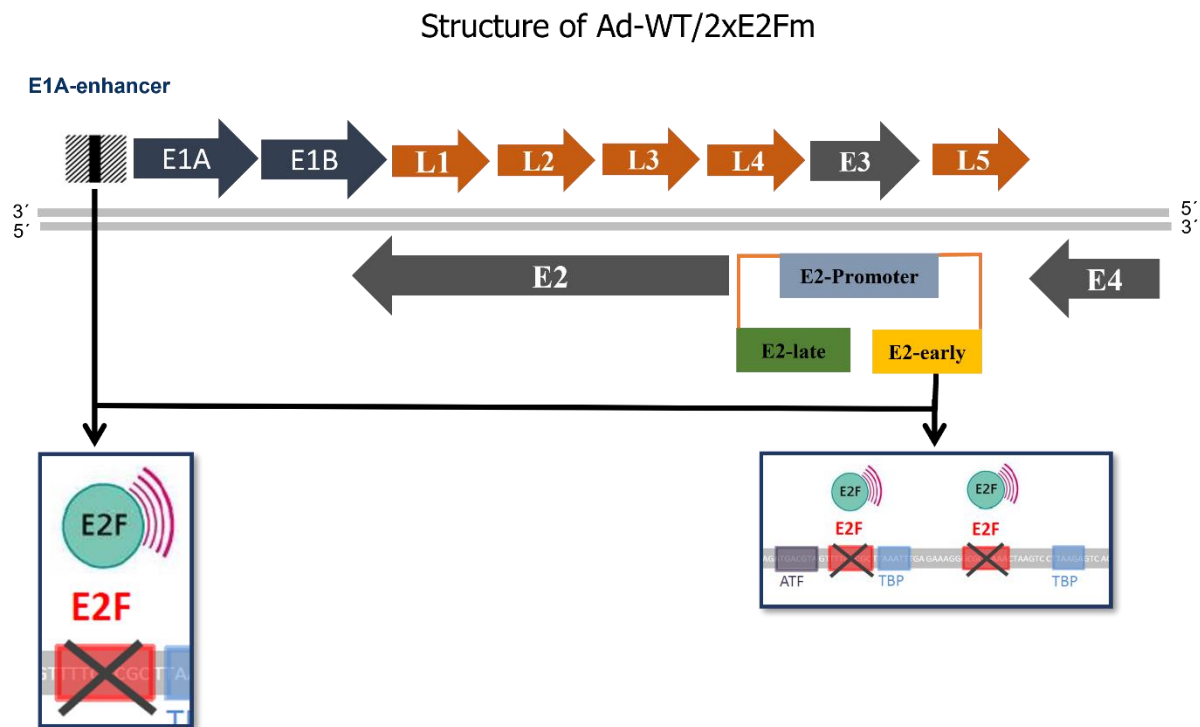 Structure of Ad-WT/2xE2Fm
E1A-enhancer
E1A E1B L1 L2 L3 L4 E3 L5
3´ 5´
5´ 3´
E2 E2-Promoter E4
E2-late E2-early
E2F
E2F
E2F E2F
E2F E2F
ATF TBP TBP